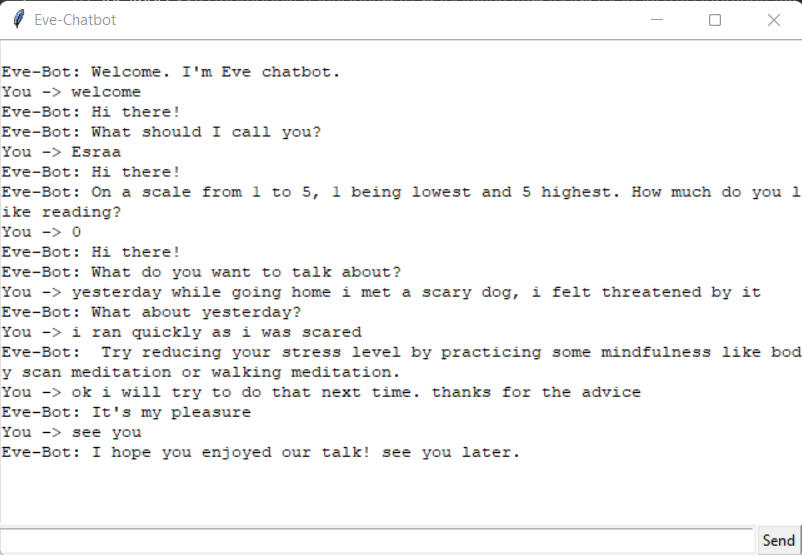 Eve-Chatbot
Eve-Bot: Welcome. I'm Eve chatbot.
You -> welcome
Eve-Bot: Hi there!
Eve-Bot: What should I call you?
You -> Esraa
Eve-Bot: Hi there!
Eve-Bot: On a scale from 1 to 5, 1 being lowest and 5 highest. How much do you l
ike reading?
You -> 0
Eve-Bot: Hi there!
Eve-Bot: What do you want to talk about?
You -> yesterday while going home i met a scary dog, i felt threatened by it
Eve-Bot: What about yesterday?
You -> i ran quickly as i was scared
Eve-Bot:  Try reducing your stress level by practicing some mindfulness like bod
y scan meditation or walking meditation.
You -> ok i will try to do that next time. thanks for the advice
Eve-Bot: It's my pleasure
You -> see you
Eve-Bot: I hope you enjoyed our talk! see you later.
Send